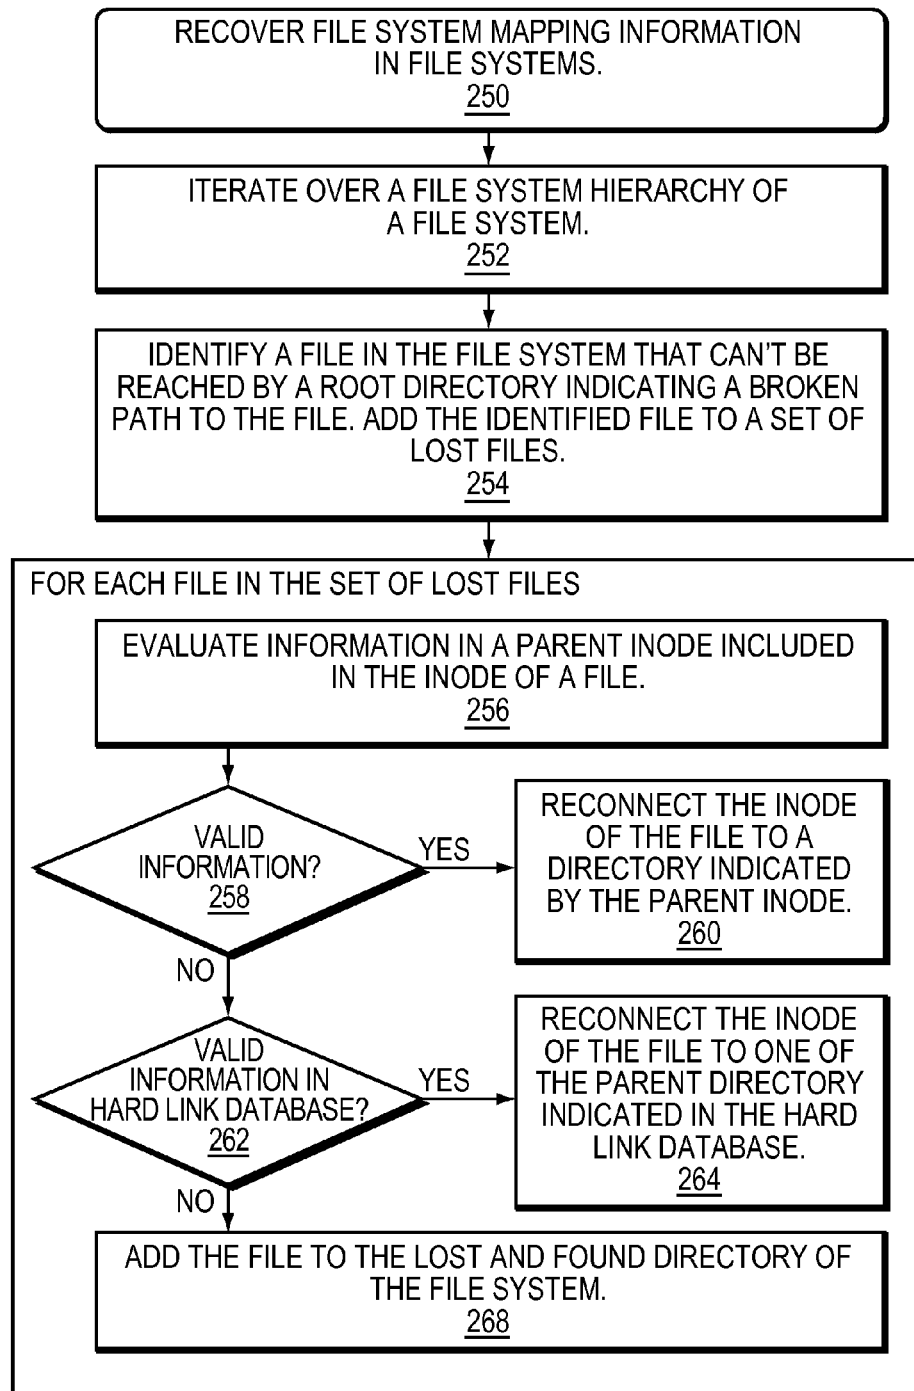 RECOVER FILE SYSTEM MAPPING INFORMATION
IN FILE SYSTEMS.
250
ITERATE OVER A FILE SYSTEM HIERARCHY OF
A FILE SYSTEM.
252
IDENTIFY A FILE IN THE FILE SYSTEM THAT CAN'T BE
REACHED BY A ROOT DIRECTORY INDICATING A BROKEN
PATH TO THE FILE. ADD THE IDENTIFIED FILE TO A SET OF
LOST FILES.
254
FOR EACH FILE IN THE SET OF LOST FILES
EVALUATE INFORMATION IN A PARENT INODE INCLUDED
IN THE INODE OF A FILE.
256
VALID
INFORMATION?
258
YES
RECONNECT THE INODE
OF THE FILE TO A
DIRECTORY INDICATED
BY THE PARENT INODE.
260
NO
VALID
INFORMATION IN
HARD LINK DATABASE?
262
YES
RECONNECT THE INODE
OF THE FILE TO ONE OF
THE PARENT DIRECTORY
INDICATED IN THE HARD
LINK DATABASE.
264
NO
ADD THE FILE TO THE LOST AND FOUND DIRECTORY OF
THE FILE SYSTEM.
268